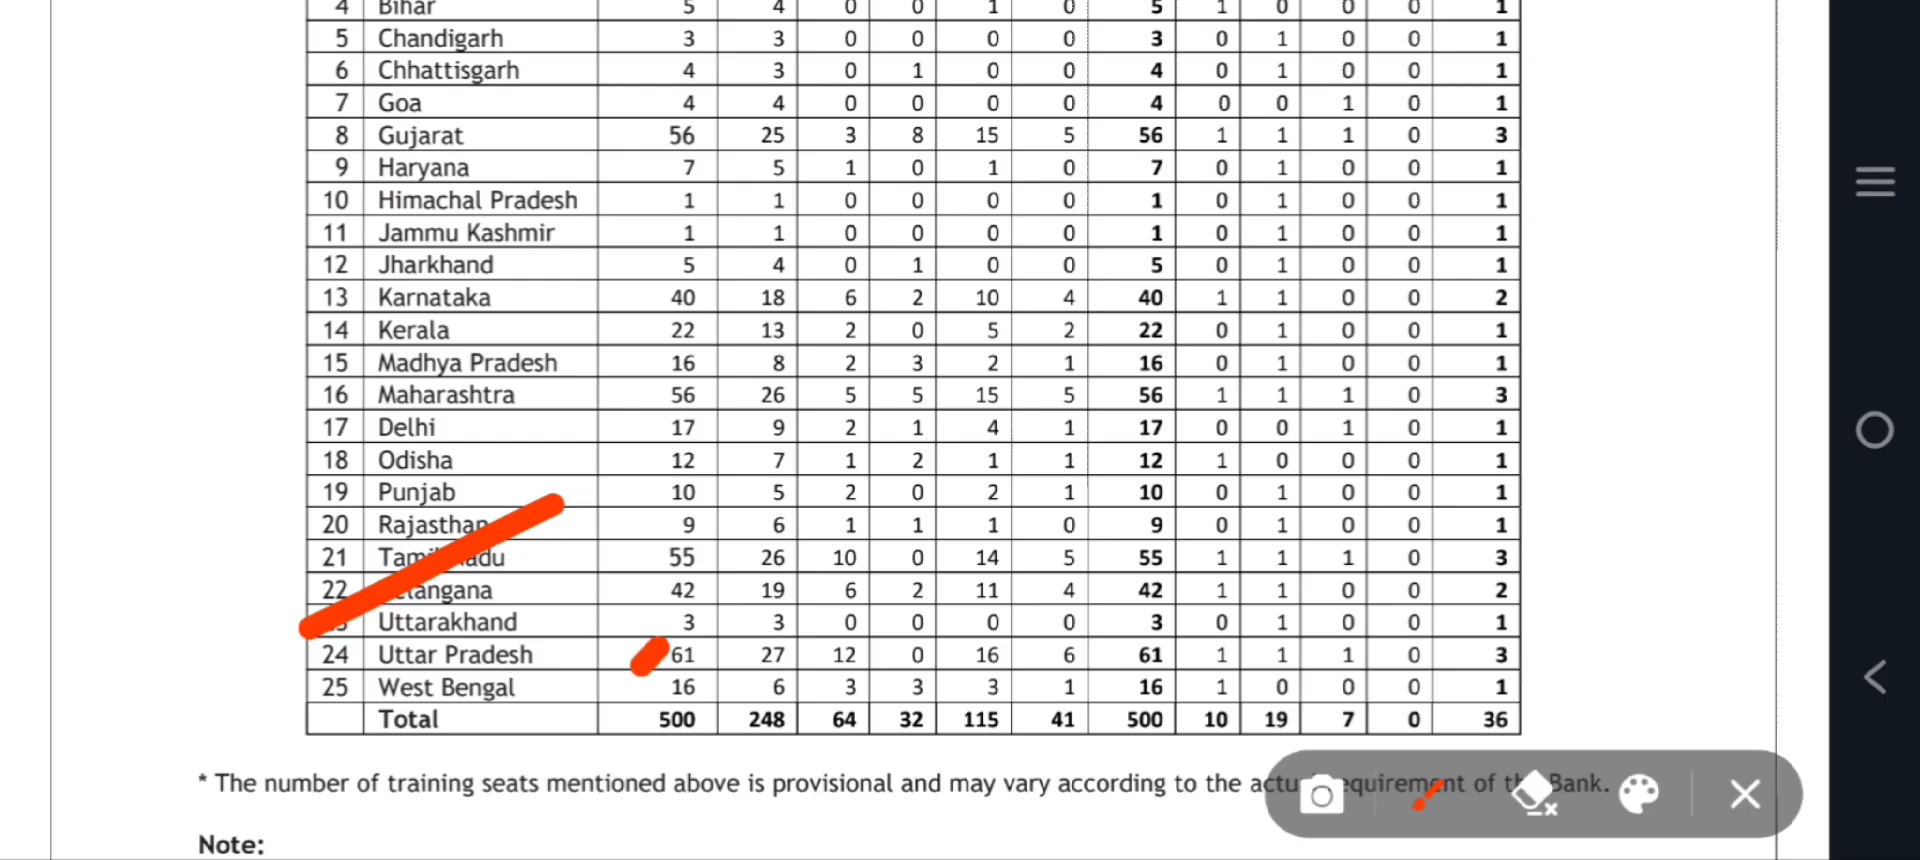 4 Bihar 5 4 0 0 1 0 5 1 0 0 0 1
5 Chandigarh 3 3 0 0 0 0 3 0 1 0 0 1
6 Chhattisgarh 4 3 0 1 0 0 4 0 1 0 0 1
7 Goa 4 4 0 0 0 0 4 0 0 1 0 1
8 Gujarat 56 25 3 8 15 5 56 1 1 1 0 3
9 Haryana 7 5 1 0 1 0 7 0 1 0 0 1
10 Himachal Pradesh 1 1 0 0 0 0 1 0 1 0 0 1
11 Jammu Kashmir 1 1 0 0 0 0 1 0 1 0 0 1
12 Jharkhand 5 4 0 1 0 0 5 0 1 0 0 1
13 Karnataka 40 18 6 2 10 4 40 1 1 0 0 2
14 Kerala 22 13 2 0 5 2 22 0 1 0 0 1
15 Madhya Pradesh 16 8 2 3 2 1 16 0 1 0 0 1
16 Maharashtra 56 26 5 5 15 5 56 1 1 1 0 3
17 Delhi 17 9 2 1 4 1 17 0 0 1 0 1
18 Odisha 12 7 1 2 1 1 12 1 0 0 0 1
19 Punjab 10 5 2 0 2 1 10 0 1 0 0 1
20 Rajasthan 9 6 1 1 1 0 9 0 1 0 0 1
21 55 26 10 0 14 5 55 1 1 1 0 3
22 42 19 6 2 11 4 42 1 1 0 0 2
Uttarakhand 3 3 0 0 0 0 3 0 1 0 0 1
24 Uttar Pradesh 61 27 12 0 16 6 61 1 1 1 0 3
25 West Bengal 16 6 3 3 3 1 16 1 0 0 0 1
Total 500 248 64 32 115 41 500 10 19 7 0 36
* The number of training seats mentioned above is provisional and may vary according to the of Bank.
Note: